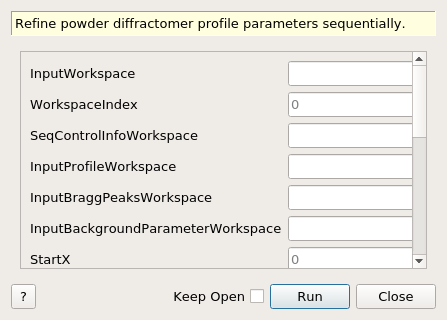 Refine powder diffractomer profile parameters sequentially.
InputWorkspace
WorkspaceIndex 0
SeqControlInfoWorkspace
InputProfileWorkspace
InputBraggPeaksWorkspace
InputBackgroundParameterWorkspace
StartX 0
? Keep Open Run Close